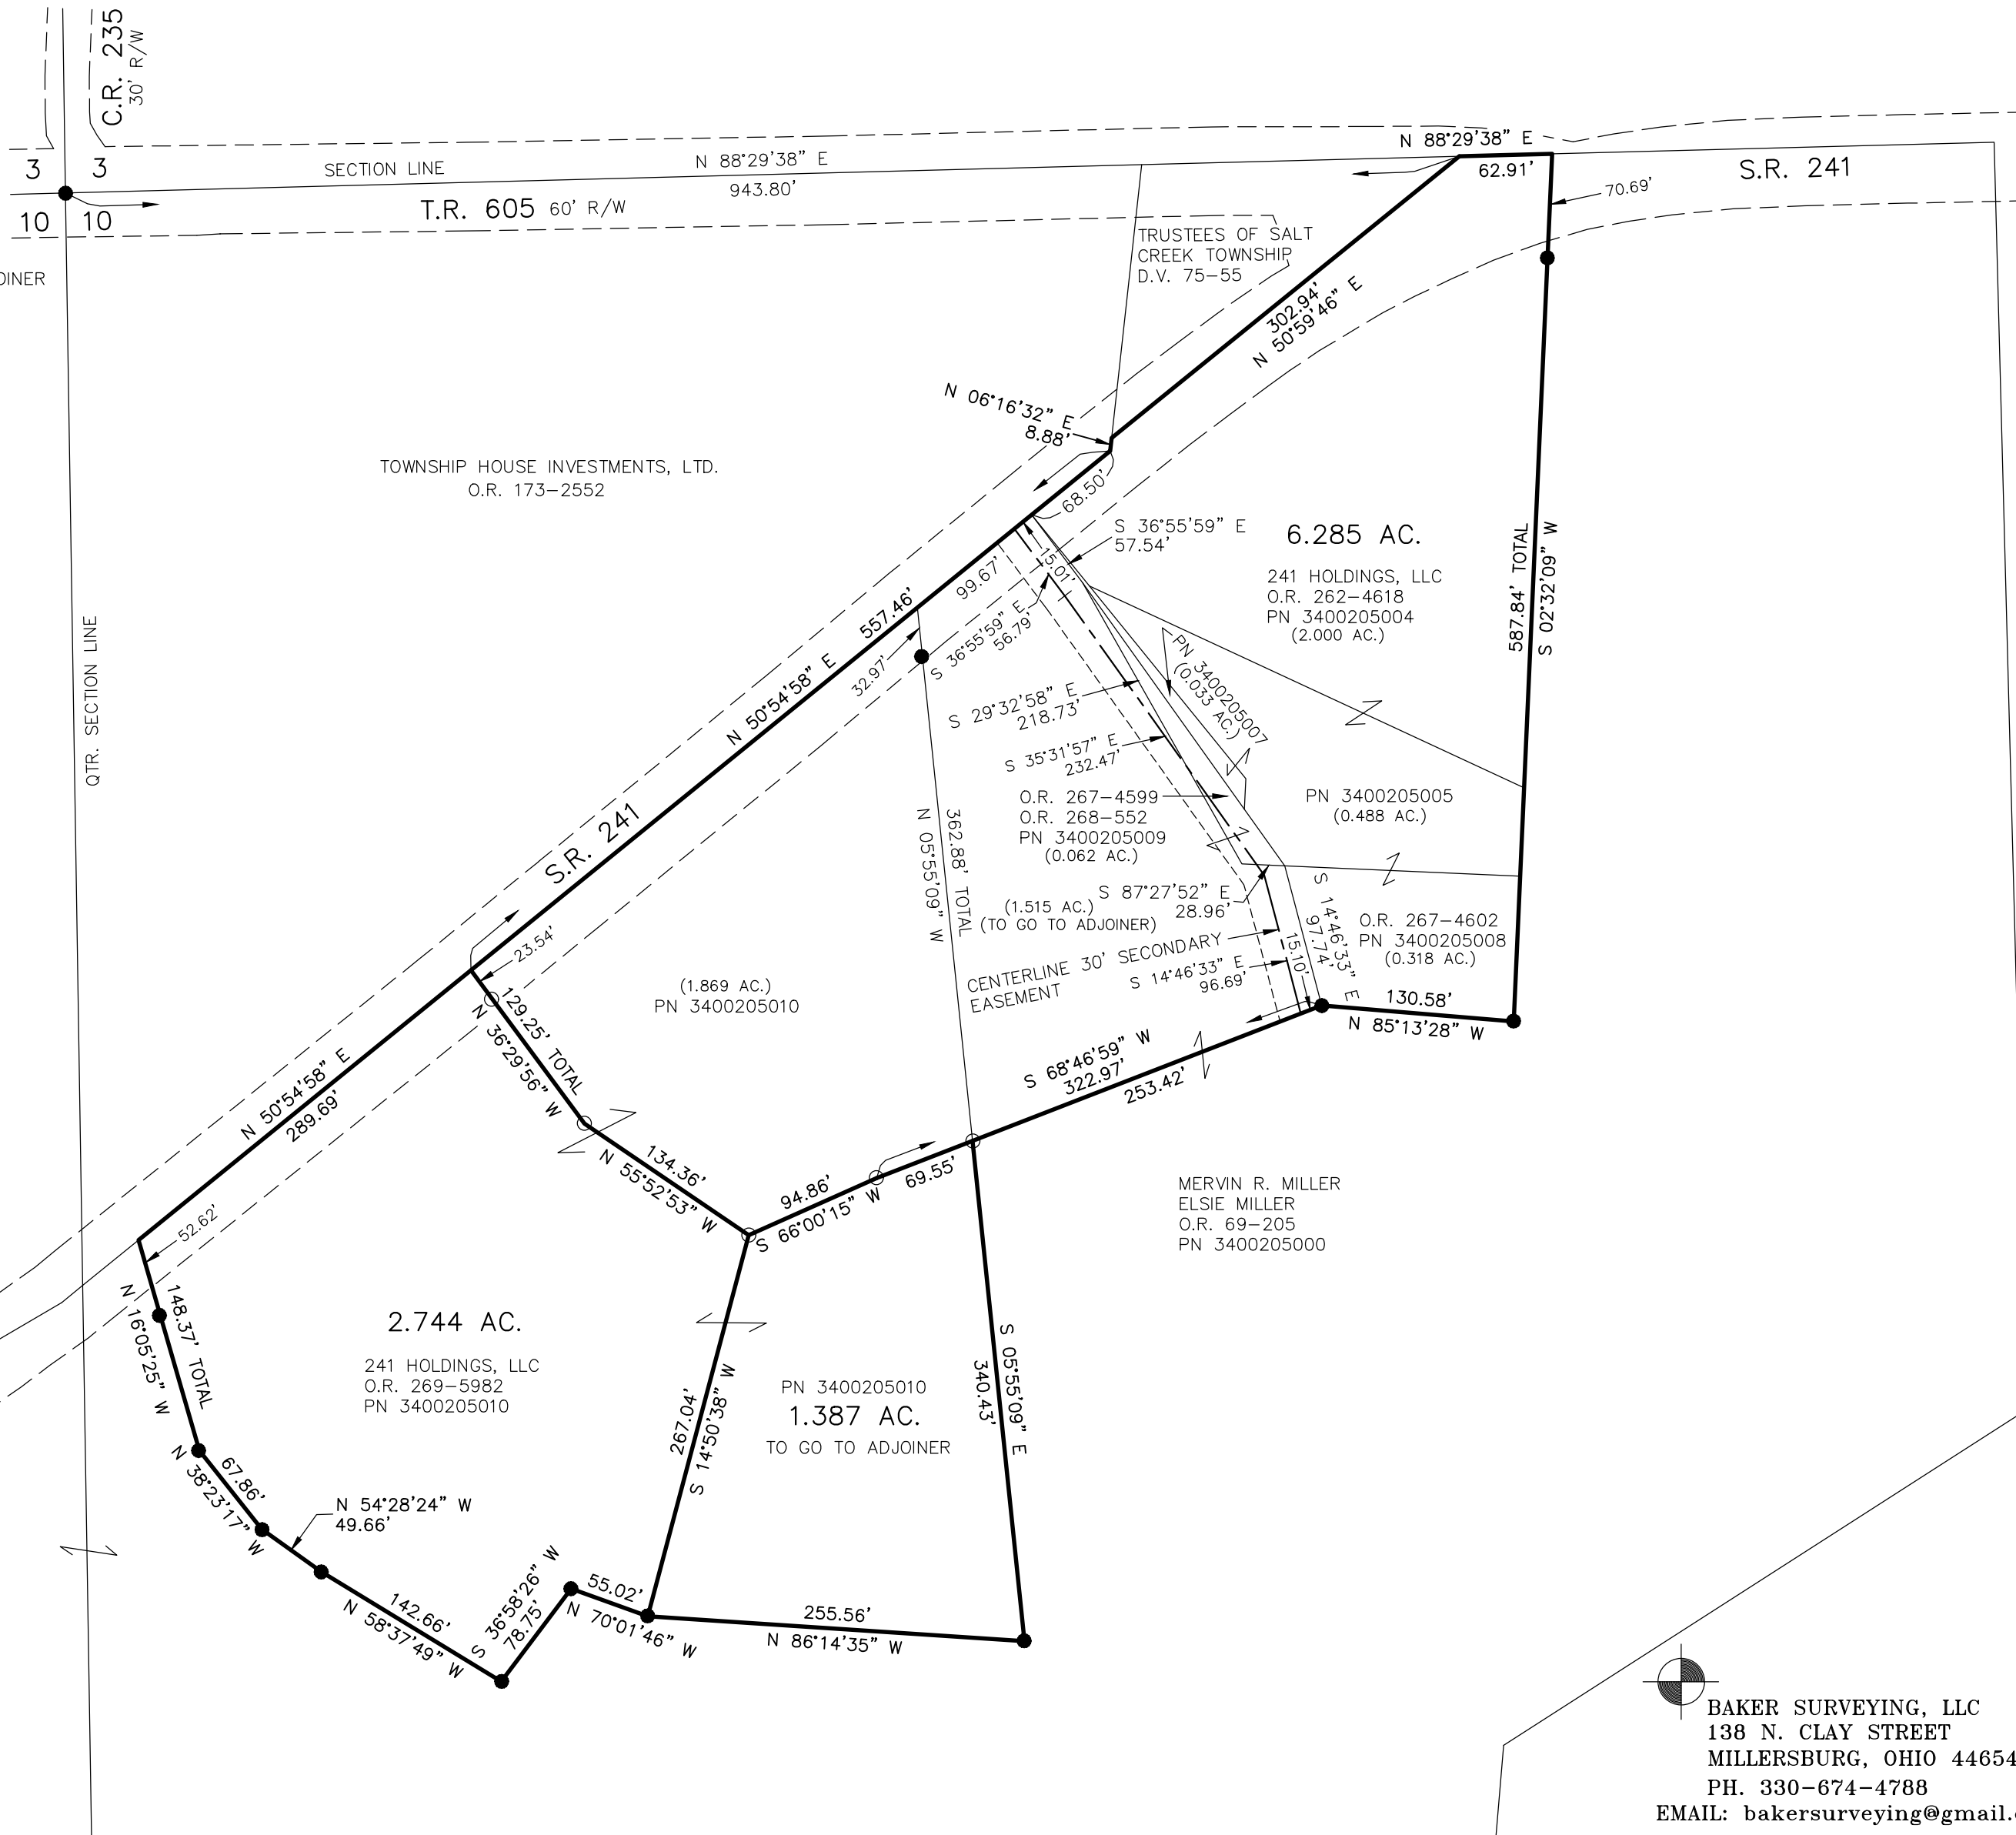 C.R. 235
30' R/W
3
3
10
10
SECTION LINE
N 88°29'38" E
943.80'
T.R. 605 60' R/W
N 88°29'38" E
62.91'
S.R. 241
70.69'
TRUSTEES OF SALT
CREEK TOWNSHIP
D.V. 75-55
302.94'
N 50°59'46" E
N 06°16'32" E
8.88'
TOWNSHIP HOUSE INVESTMENTS, LTD.
O.R. 173-2552
68.50'
S 36°55'59" E
57.54'
6.285 AC.
241 HOLDINGS, LLC
O.R. 262-4618
PN 3400205004
(2.000 AC.)
587.84' TOTAL
S 02°32'09" W
15.01'
99.67'
557.46'
N 50°54'58" E
S 36°55'59" E
56.79'
32.97'
PN 3400205007
(0.033 AC.)
S 29°32'58" E
218.73'
S 35°31'57" E
232.47'
QTR. SECTION LINE
O.R. 267-4599
O.R. 268-552
PN 3400205009
(0.062 AC.)
PN 3400205005
(0.488 AC.)
362.88' TOTAL
N 05°55'09" W
S.R. 241
S 87°27'52" E
28.96'
(1.515 AC.)
(TO GO TO ADJOINER)
S 14°46'33" E
97.74'
O.R. 267-4602
PN 3400205008
(0.318 AC.)
CENTERLINE 30' SECONDARY
EASEMENT
S 14°46'33" E
96.69'
15.10'
23.54'
(1.869 AC.)
PN 3400205010
129.25' TOTAL
N 36°29'56" W
130.58'
N 85°13'28" W
S 68°46'59" W
322.97'
253.42'
N 50°54'58" E
289.69'
134.36'
N 55°52'53" W
94.86'
S 66°00'15" W
69.55'
MERVIN R. MILLER
ELSIE MILLER
O.R. 69-205
PN 3400205000
52.62'
148.37' TOTAL
N 16°05'25" W
2.744 AC.
241 HOLDINGS, LLC
O.R. 269-5982
PN 3400205010
267.04'
S 14°50'38" W
PN 3400205010
1.387 AC.
TO GO TO ADJOINER
S 05°55'09" E
340.43'
67.86'
N 38°23'17" W
N 54°28'24" W
49.66'
142.66'
N 58°37'49" W
S 36°58'26" W
78.75'
55.02'
N 70°01'46" W
255.56'
N 86°14'35" W
BAKER SURVEYING, LLC
138 N. CLAY STREET
MILLERSBURG, OHIO 44654
PH. 330-674-4788
EMAIL: bakersurveying@gmail.